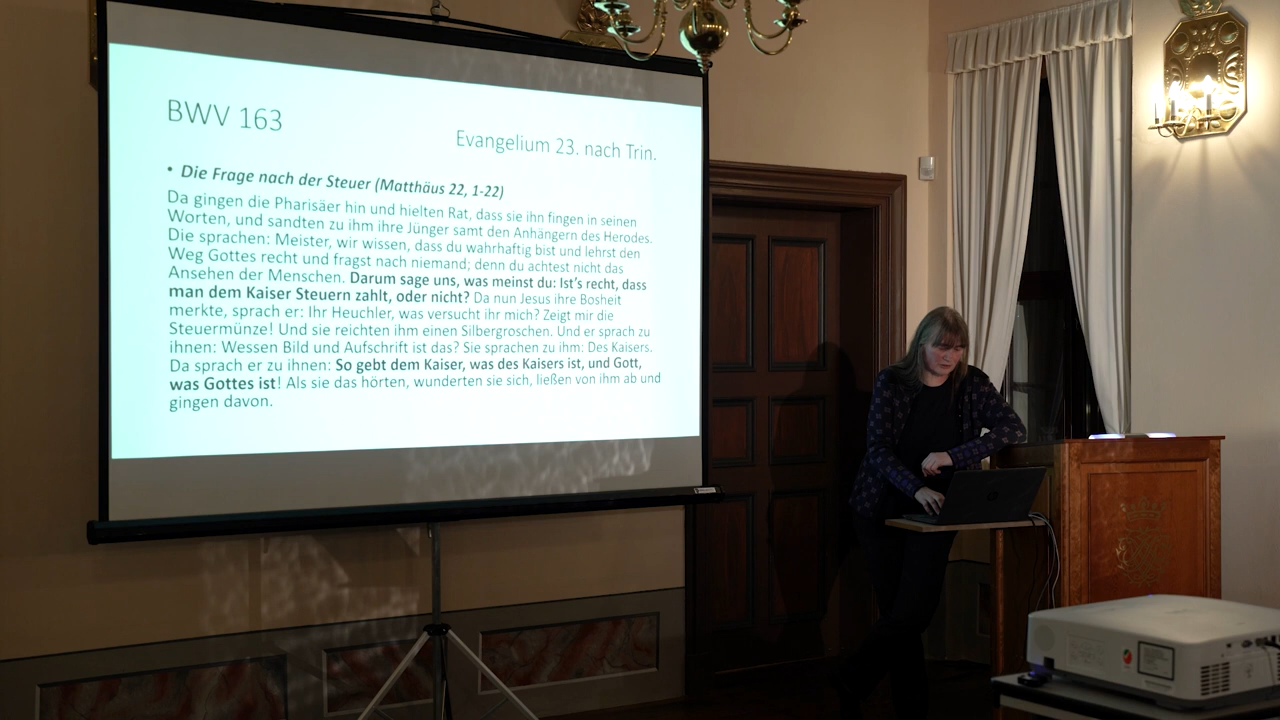 BWV 163
Evangelium 23. nach Trin.
• Die Frage nach der Steuer (Matthäus 22, 1-22)
Da gingen die Pharisäer hin und hielten Rat, dass sie ihn fingen in seinen
Worten, und sandten zu ihm ihre Jünger samt den Anhängern des Herodes.
Die sprachen: Meister, wir wissen, dass du wahrhaftig bist und lehrst den
Weg Gottes recht und fragst nach niemand; denn du achtest nicht das
Ansehen der Menschen. Darum sage uns, was meinst du: Ist's recht, dass
man dem Kaiser Steuern zahlt, oder nicht? Da nun Jesus ihre Bosheit
merkte, sprach er: Ihr Heuchler, was versucht ihr mich? Zeigt mir die
Steuermünze! Und sie reichten ihm einen Silbergroschen. Und er sprach zu
ihnen: Wessen Bild und Aufschrift ist das? Sie sprachen zu ihm: Des Kaisers.
Da sprach er zu ihnen: So gebt dem Kaiser, was des Kaisers ist, und Gott,
was Gottes ist! Als sie das hörten, wunderten sie sich, ließen von ihm ab und
gingen davon.